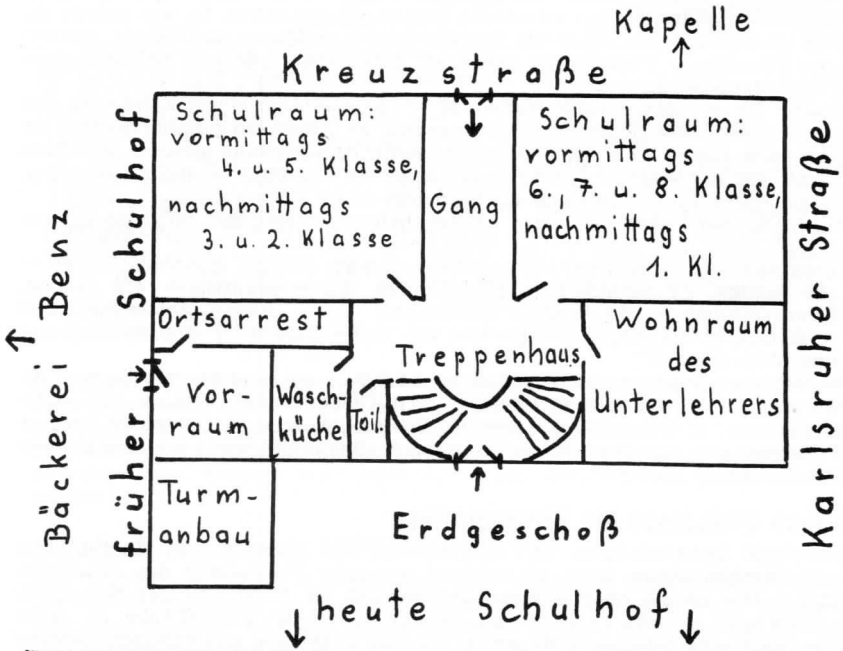 Kapelle
Kreuzstraße
Schulraum:
vormittags
4. u. 5. Klasse,
nachmittags
3. u. 2. Klasse
Gang
Schulraum:
vormittags
6., 7. u. 8. Klasse,
nachmittags
1. Kl.
Karlsruher Straße
Bäckerei Benz
früher Schulhof
Ortsarrest
Treppenhaus
Wohnraum
des
Unterlehrers
Vor-
raum
Wasch-
küche
Toil.
Turm-
anbau
Erdgeschoß
heute Schulhof